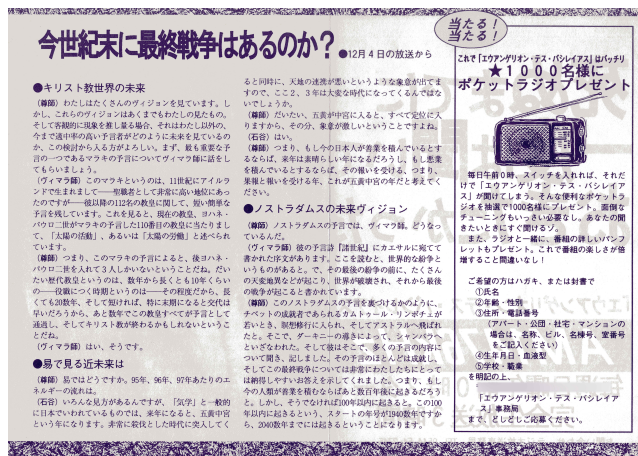 今世紀末に最終戦争はあるのか?
●12月4日の放送から
●キリスト教世界の未来
(尊師)わたしはたくさんのヴィジョンを見ています。し
かし、これらのヴィジョンはあくまでもわたしの見たもの。
そして客観的に現象を推し量る場合、それはわたし以外の、
今まで適中率の高い予言者がどのように未来を見ているの
か、この検討から入る方がよろしい。まず、最も重要な予
言の一つであるマラキの予言についてヴィマラ師に話をし
てもらいましょう。
(ヴィマラ師)このマラキというのは、11世紀にアイルラ
ンドで生まれまして──聖職者として非常に高い地位にあっ
たのですが──彼以降の112名の教皇に関して、短い簡単な
予言を残しています。これを見ると、現在の教皇、ヨハネ・
パウロ二世がマラキの予言した110番目の教皇に当たりまし
て、「太陽の活動」、あるいは「太陽の労働」と述べられ
ています。
(尊師)つまり、このマラキの予言によると、後ヨハネ・
パウロ二世を入れて3人しかいないということだね。だい
たい歴代教皇というのは、数年から長くとも10年くらい
の──役職につく時期というのは──その程度だから、長
くても20数年、そして短ければ、特に末期になると交代は
早いだろうから、あと数年でこの教皇すべてが予言として
通過し、そしてキリスト教が終わるかもしれないというこ
とだね。
(ヴィマラ師)はい、そうです。
●易で見る近未来は
(尊師)易ではどうですか。95年、96年、97年あたりのエ
ネルギーの流れは。
(石谷)いろんな見方があるんですが、「気学」と一般的
に日本でいわれているものでは、来年になると、五黄中宮
という年になります。非常に殺伐とした時代に突入してく
ると同時に、天地の連携が悪いというような象意が出てま
すので、ここ2、3年は大変な時代になってくるんではな
いでしょうか。
(尊師)だいたい、五黄が中宮に入ると、すべて定位に入
りますから、その分、象意が激しいということですよね。
(石谷)はい。
(尊師)つまり、もし今の日本人が善業を積んでいるとす
るならば、来年は素晴らしい年になるだろうし、もし悪業
を積んでいるとするならば、その報いを受ける、つまり、
果報と報いを受ける年、これが五黄中宮の年だと考えてく
ださい。
●ノストラダムスの未来ヴィジョン
(尊師)ノストラダムスの予言では、ヴィマラ師、どうなっ
ているんだ。
(ヴィマラ師)彼の予言詩『諸世紀』にカエサルに宛てて
書かれた序文があります。ここを読むと、世界的な紛争と
いうものがあると。で、その最後の紛争の前に、たくさん
の天変地異などが起こり、世界が破壊され、それから最後
の戦争が起こると書かれています。
(尊師)このノストラダムスの予言を裏づけるかのように、
チベットの成就者であられるガムトゥール・リンポチェが
若いとき、瞑想修行に入られ、そしてアストラルへ飛ばれ
たと。そこで、ダーキニーの導きによって、シャンバラへ
といざなわれた。そして彼はそこで、多くの予言の内容に
ついて聞き、記しました。その予言のほとんどは成就し、
そしてこの最終戦争については非常にわたしたちにとって
は納得しやすいお答えを示してくれました。つまり、もし
今の人類が善業を積むならばあと数百年後に起きるだろう
と。しかし、そうでなければ100年以内に起きると。この100
年以内に起きるという、スタートの年号が1940数年ですか
ら、2040数年までには起きるということになります。
当たる!
当たる!
これで「エウアンゲリオン・テス・バシレイアス」はバッチリ
★1000名様に
ポケットラジオプレゼント
毎日午前0時、スイッチを入れれば、それだ
けで「エウアンゲリオン・テス・バシレイアス」
が聞けてしまう。そんな便利なポケットラ
ジオを抽選で1000名様にプレゼント。面倒な
チューニングもいっさい必要なし。あなたの聞
きたいときにすぐ聞けるゾ。
また、ラジオと一緒に、番組の詳しいパンフ
レットもプレゼント。これで番組の楽しさが倍
増すること間違いなし!
ご希望の方はハガキ、または封書で
①氏名
②年齢・性別
③住所・電話番号
(アパート・公団・社宅・マンションの
場合は、名称、ビル、名棟号、室番号
をご記入ください)
④生年月日・血液型
⑤学校・職業
を明記の上、
「エウアンゲリオン・テス・バシレイア
ス」事務局
まで、どしどしご応募ください。